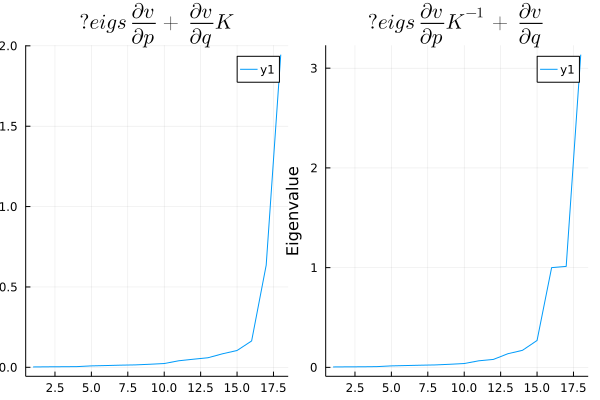 ?eigs ∂v/∂p + ∂v/∂q K
?eigs ∂v/∂p K⁻¹ + ∂v/∂q
2.0
1.5
1.0
0.5
0.0
y1
2.5 5.0 7.5 10.0 12.5 15.0 17.5
Eigenvalue
3
2
1
0
y1
2.5 5.0 7.5 10.0 12.5 15.0 17.5